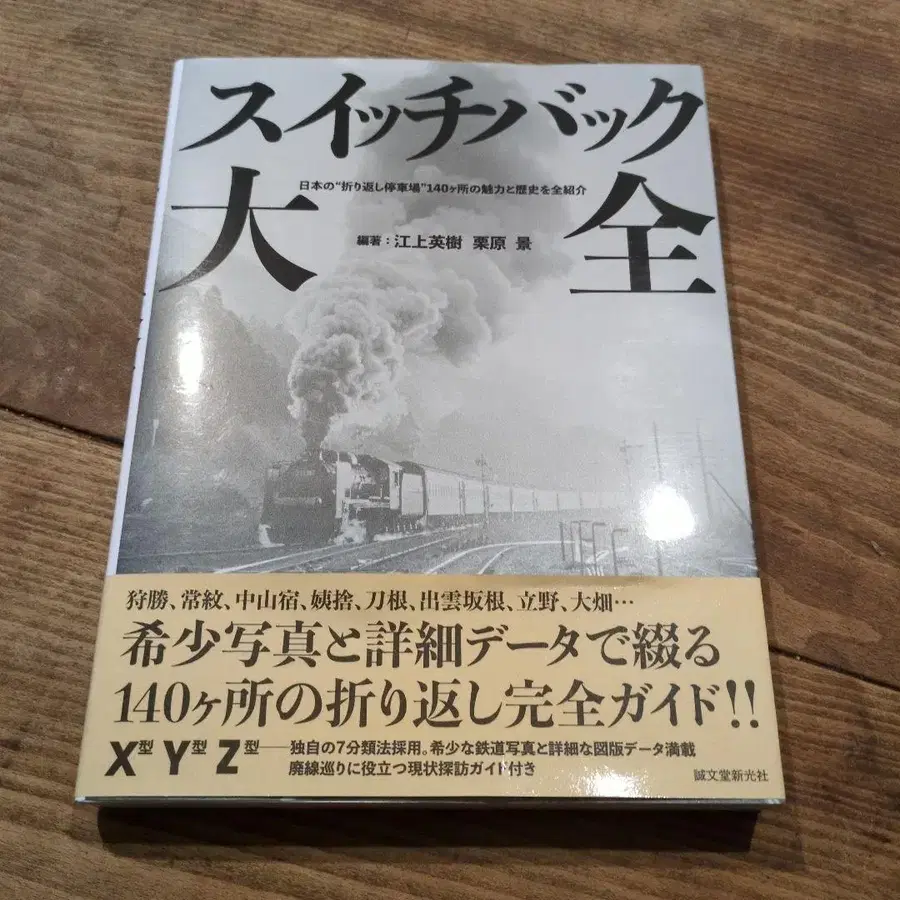 スイッチバック
大全
日本の“折り返し停車場”140ヶ所の魅力と歴史を全紹介
編著：江上英樹 栗原 景
狩勝、常紋、中山宿、姨捨、刀根、出雲坂根、立野、大畑…
希少写真と詳細データで綴る
140ヶ所の折り返し完全ガイド!!
X型 Y型 Z型──独自の7分類法採用。希少な鉄道写真と詳細な図版データ満載
廃線巡りに役立つ現状探訪ガイド付き
誠文堂新光社